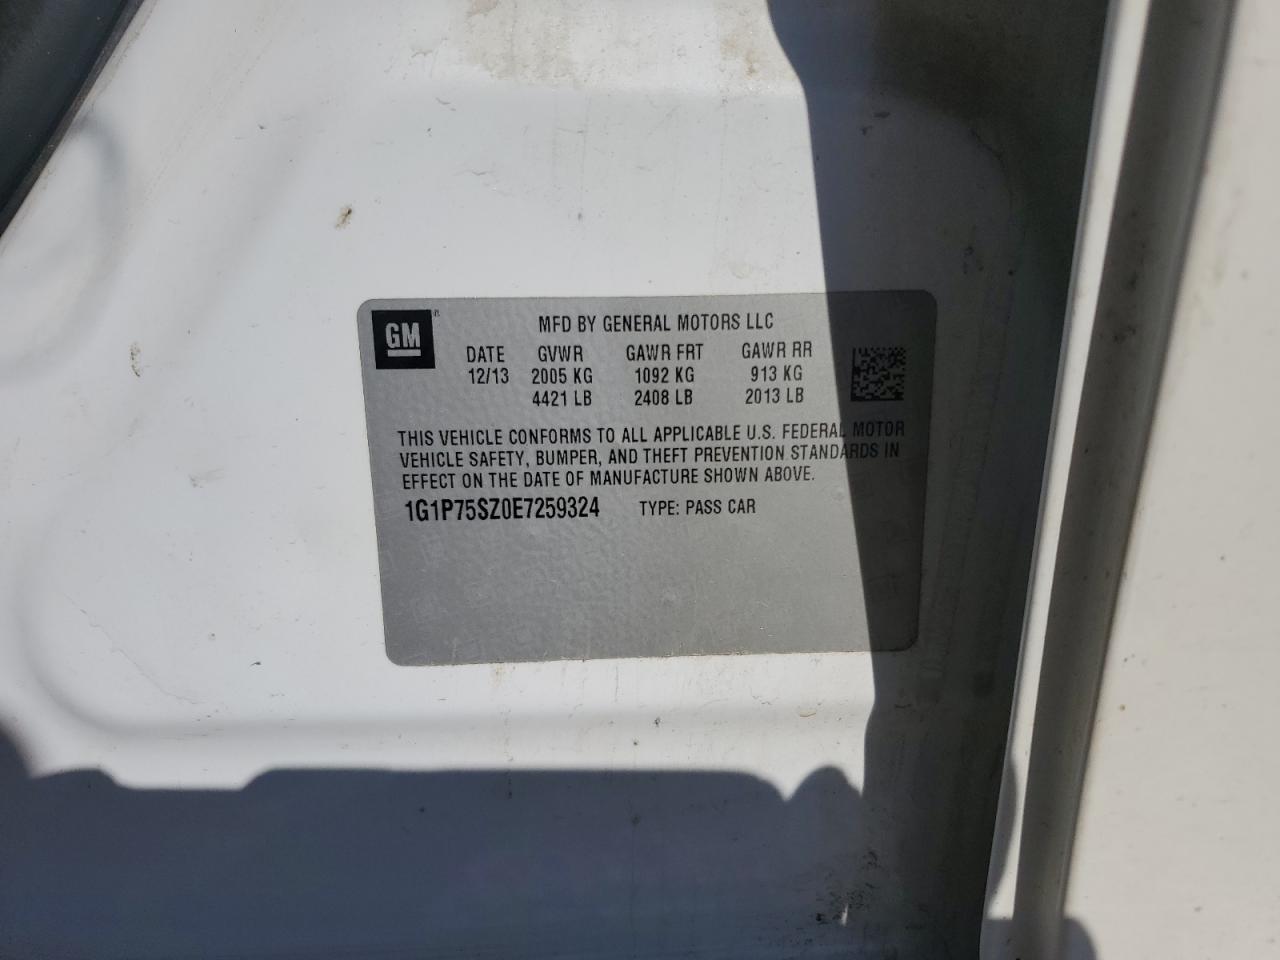 GM
MFD BY GENERAL MOTORS LLC
DATE GVWR GAWR FRT GAWR RR
12/13 2005 KG 1092 KG 913 KG
4421 LB 2408 LB 2013 LB
THIS VEHICLE CONFORMS TO ALL APPLICABLE U.S. FEDERAL MOTOR
VEHICLE SAFETY, BUMPER, AND THEFT PREVENTION STANDARDS IN
EFFECT ON THE DATE OF MANUFACTURE SHOWN ABOVE.
1G1P75SZ0E7259324 TYPE: PASS CAR